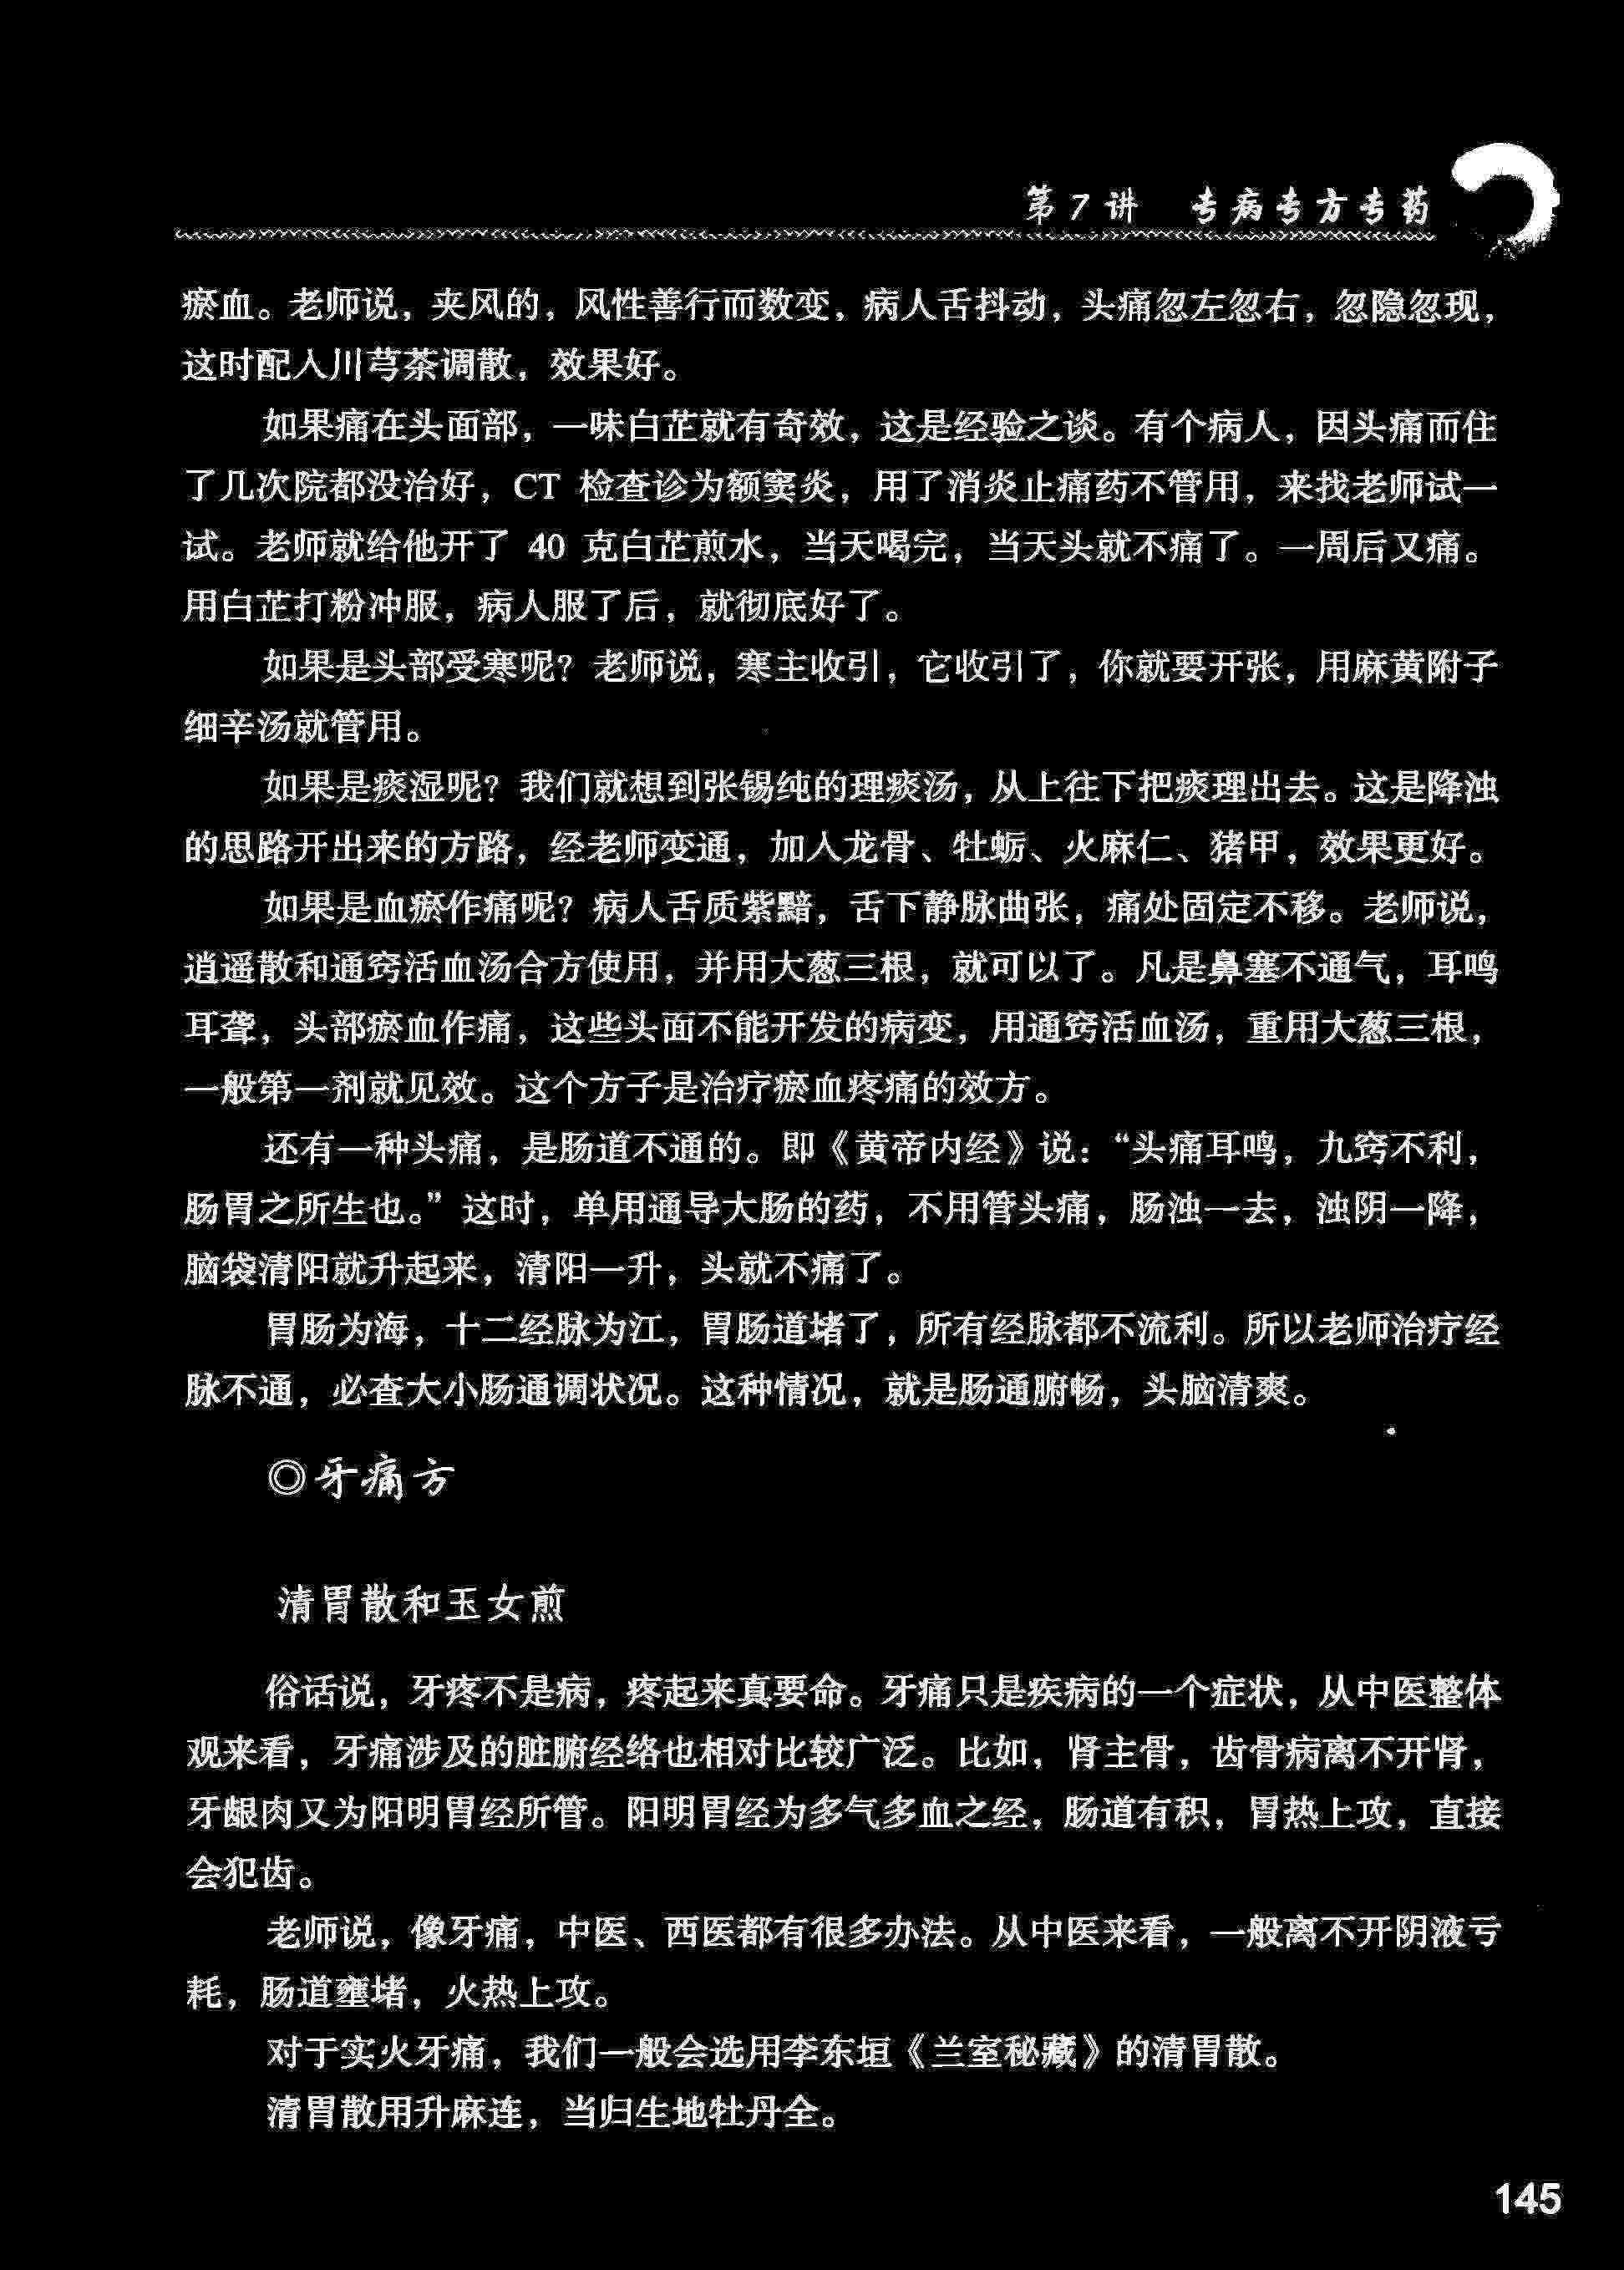 第7讲 专病专方专药
瘀血。老师说，夹风的，风性善行而数变，病人舌抖动，头痛忽左忽右，忽隐忽现，
这时配入川芎茶调散，效果好。
如果痛在头面部，一味白芷就有奇效，这是经验之谈。有个病人，因头痛而住
了几次院都没治好，CT 检查诊为额窦炎，用了消炎止痛药不管用，来找老师试一
试。老师就给他开了 40 克白芷煎水，当天喝完，当天头就不痛了。一周后又痛。
用白芷打粉冲服，病人服了后，就彻底好了。
如果是头部受寒呢？老师说，寒主收引，它收引了，你就要开张，用麻黄附子
细辛汤就管用。
如果是痰湿呢？我们就想到张锡纯的理痰汤，从上往下把痰理出去。这是降浊
的思路开出来的方路，经老师变通，加入龙骨、牡蛎、火麻仁、猪甲，效果更好。
如果是血瘀作痛呢？病人舌质紫黯，舌下静脉曲张，痛处固定不移。老师说，
逍遥散和通窍活血汤合方使用，并用大葱三根，就可以了。凡是鼻塞不通气，耳鸣
耳聋，头部瘀血作痛，这些头面不能开发的病变，用通窍活血汤，重用大葱三根，
一般第一剂就见效。这个方子是治疗瘀血疼痛的效方。
还有一种头痛，是肠道不通的。即《黄帝内经》说：“头痛耳鸣，九窍不利，
肠胃之所生也。”这时，单用通导大肠的药，不用管头痛，肠浊一去，浊阴一降，
脑袋清阳就升起来，清阳一升，头就不痛了。
胃肠为海，十二经脉为江，胃肠道堵了，所有经脉都不流利。所以老师治疗经
脉不通，必查大小肠通调状况。这种情况，就是肠通腑畅，头脑清爽。
◎牙痛方
清胃散和玉女煎
俗话说，牙疼不是病，疼起来真要命。牙痛只是疾病的一个症状，从中医整体
观来看，牙痛涉及的脏腑经络也相对比较广泛。比如，肾主骨，齿骨病离不开肾，
牙龈肉又为阳明胃经所管。阳明胃经为多气多血之经，肠道有积，胃热上攻，直接
会犯齿。
老师说，像牙痛，中医、西医都有很多办法。从中医来看，一般离不开阴液亏
耗，肠道壅堵，火热上攻。
对于实火牙痛，我们一般会选用李东垣《兰室秘藏》的清胃散。
清胃散用升麻连，当归生地牡丹全。
145